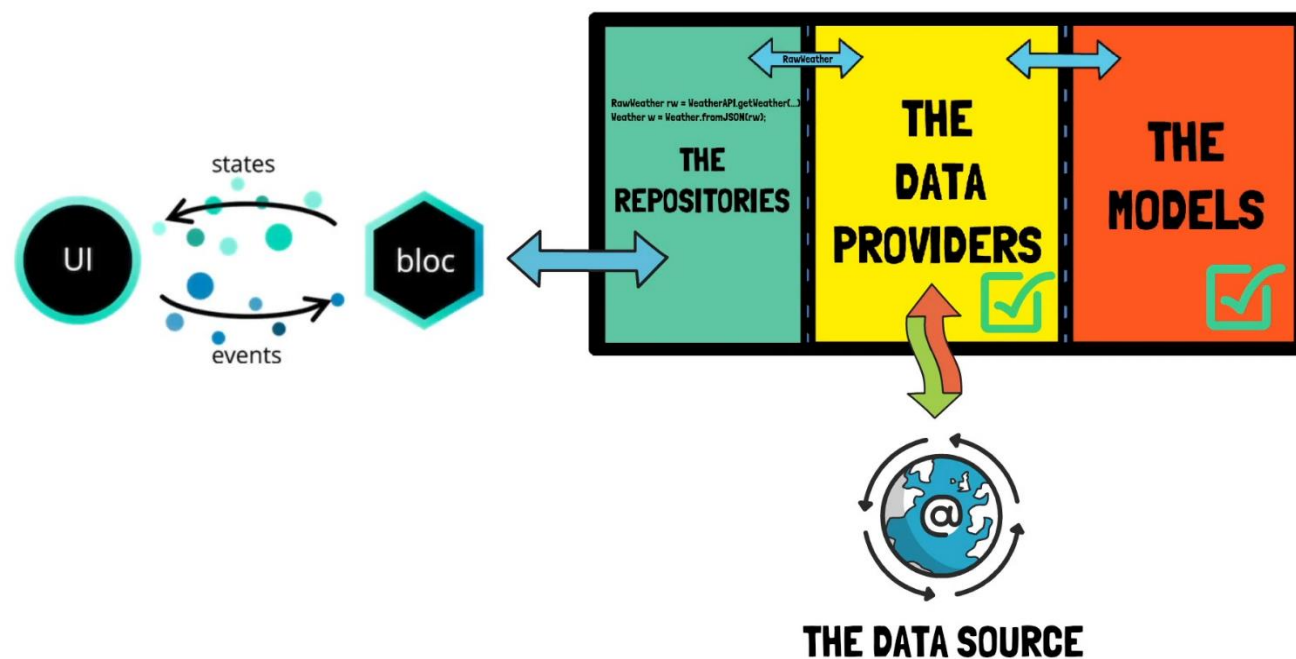 states
UI
bloc
events
RawWeather
RawWeather rw = WeatherAPI.getWeather(...)
Weather w = Weather.fromJSON(rw);
THE
REPOSITORIES
THE
DATA
PROVIDERS
THE
MODELS
@
THE DATA SOURCE